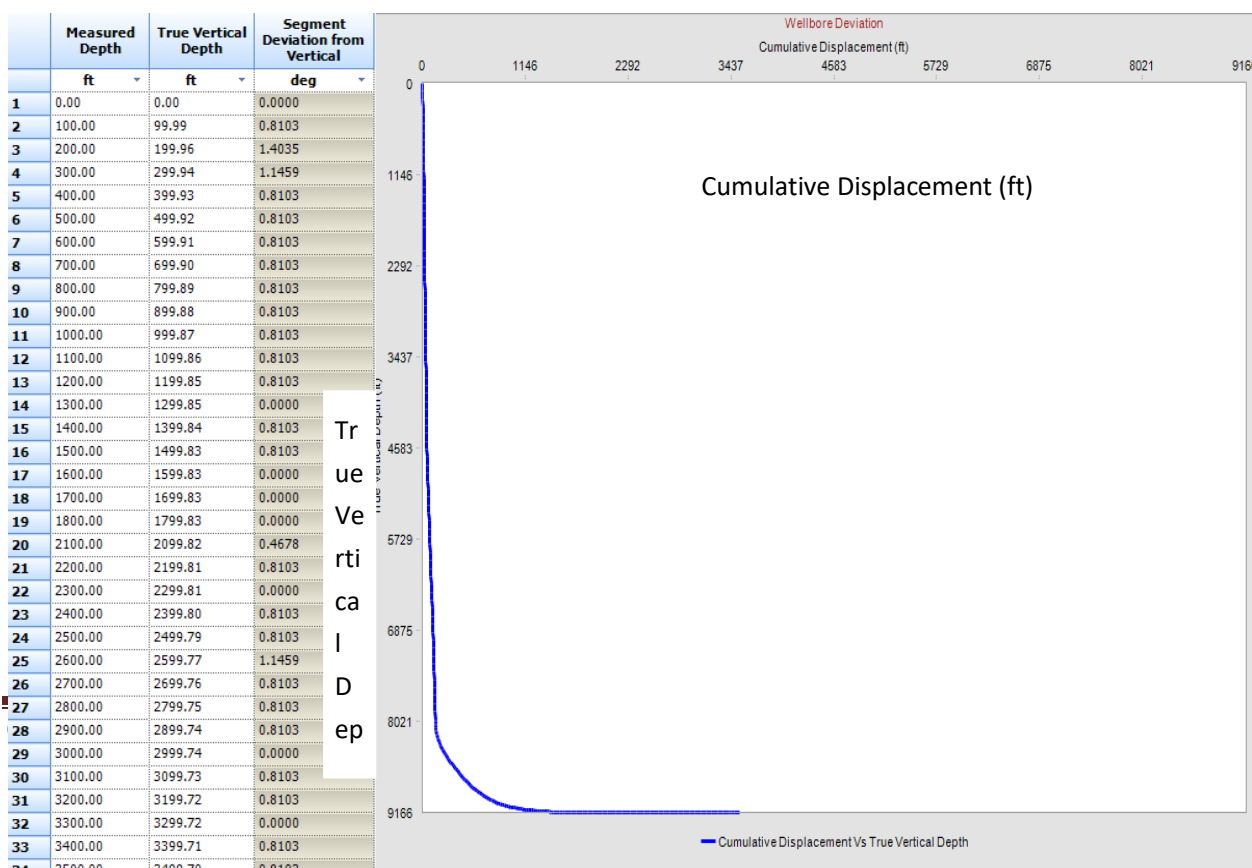 Measured Depth True Vertical Depth Segment Deviation from Vertical
ft ft deg
1 0.00 0.00 0.0000
2 100.00 99.99 0.8103
3 200.00 199.96 1.4035
4 300.00 299.94 1.1459
5 400.00 399.93 0.8103
6 500.00 499.92 0.8103
7 600.00 599.91 0.8103
8 700.00 699.90 0.8103
9 800.00 799.89 0.8103
10 900.00 899.88 0.8103
11 1000.00 999.87 0.8103
12 1100.00 1099.86 0.8103
13 1200.00 1199.85 0.8103
14 1300.00 1299.85 0.0000
15 1400.00 1399.84 0.8103
16 1500.00 1499.83 0.8103
17 1600.00 1599.83 0.0000
18 1700.00 1699.83 0.0000
19 1800.00 1799.83 0.0000
20 2100.00 2099.82 0.4678
21 2200.00 2199.81 0.8103
22 2300.00 2299.81 0.0000
23 2400.00 2399.80 0.8103
24 2500.00 2499.79 0.8103
25 2600.00 2599.77 1.1459
26 2700.00 2699.76 0.8103
27 2800.00 2799.75 0.8103
28 2900.00 2899.74 0.8103
29 3000.00 2999.74 0.0000
30 3100.00 3099.73 0.8103
31 3200.00 3199.72 0.8103
32 3300.00 3299.72 0.0000
33 3400.00 3399.71 0.8103
Tr
ue
Ve
rti
ca
l
D
ep
Wellbore Deviation
Cumulative Displacement (ft)
0 1146 2292 3437 4583 5729 6875 8021 9166
0
1146
2292
3437
4583
5729
6875
8021
9166
Cumulative Displacement (ft)
Cumulative Displacement Vs True Vertical Depth